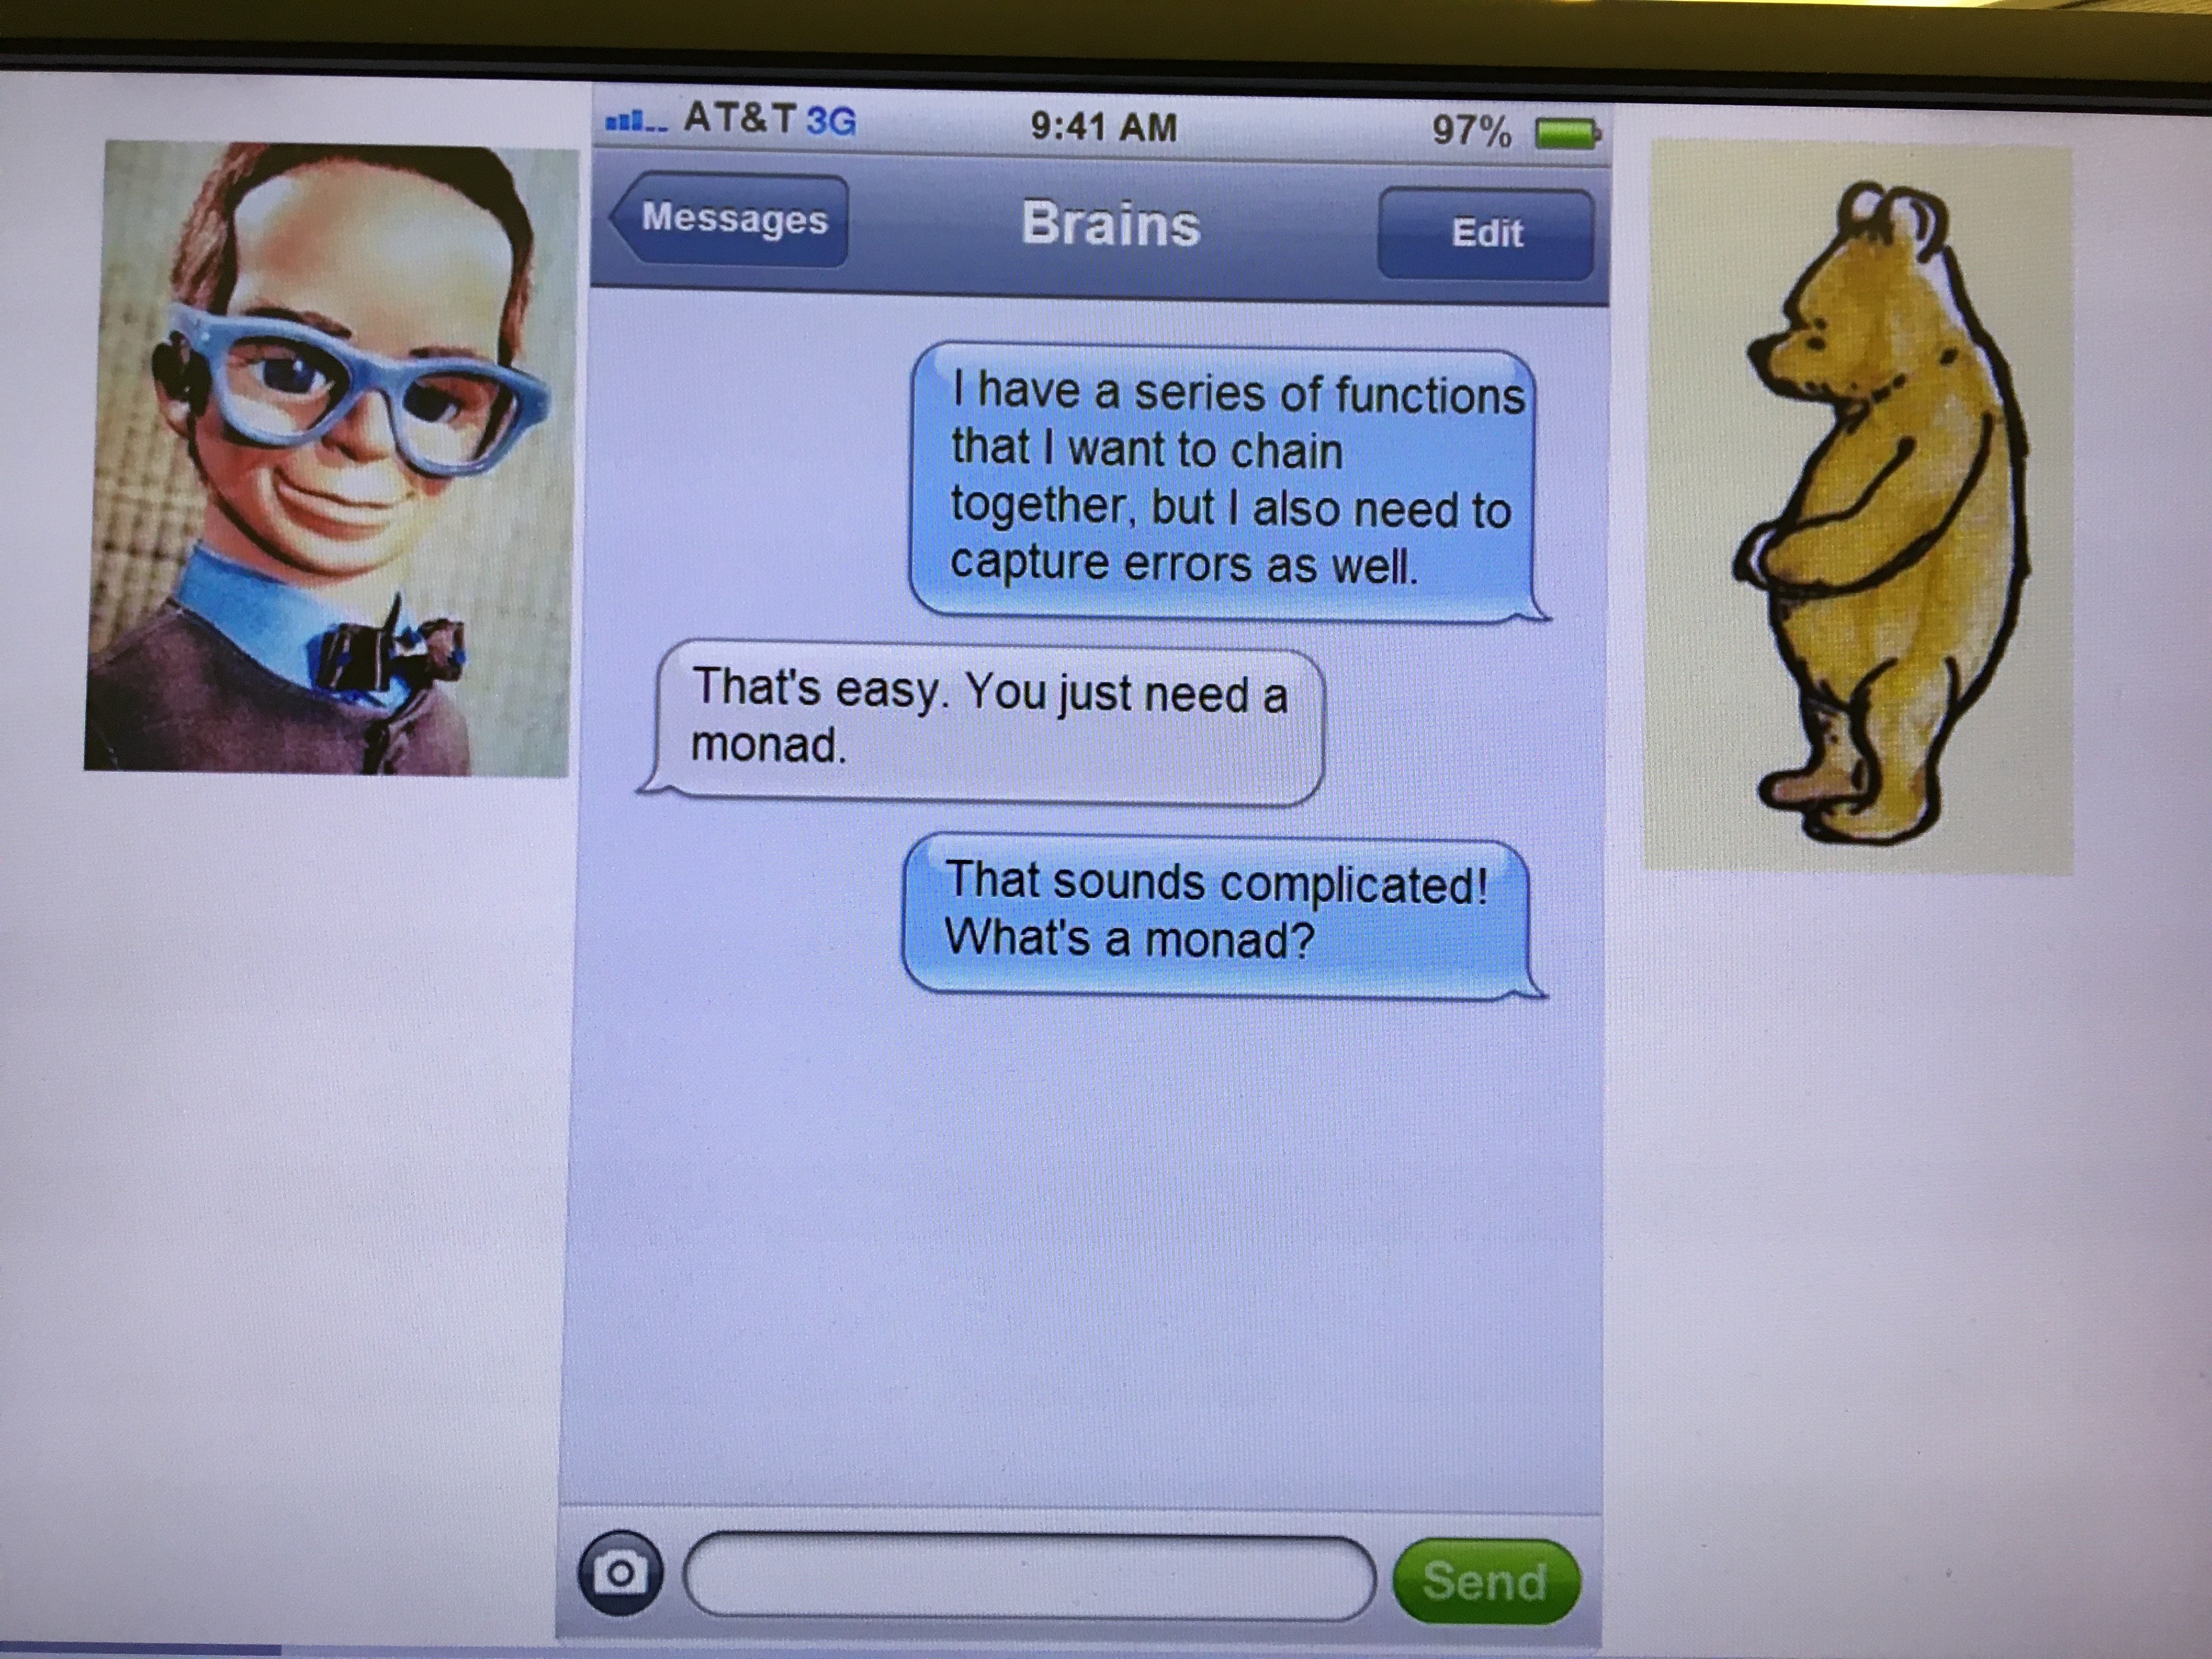 AT&T 3G 9:41 AM 97%
Messages Brains Edit
I have a series of functions
that I want to chain
together, but I also need to
capture errors as well.
That's easy. You just need a
monad.
That sounds complicated!
What's a monad?
Send